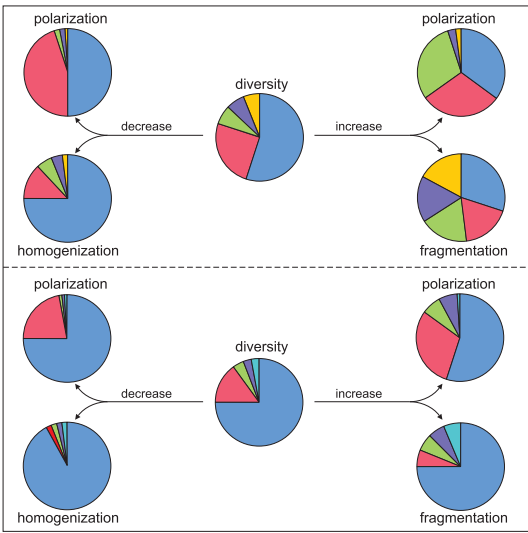 polarization
polarization
diversity
decrease
increase
homogenization
fragmentation
polarization
polarization
diversity
decrease
increase
homogenization
fragmentation